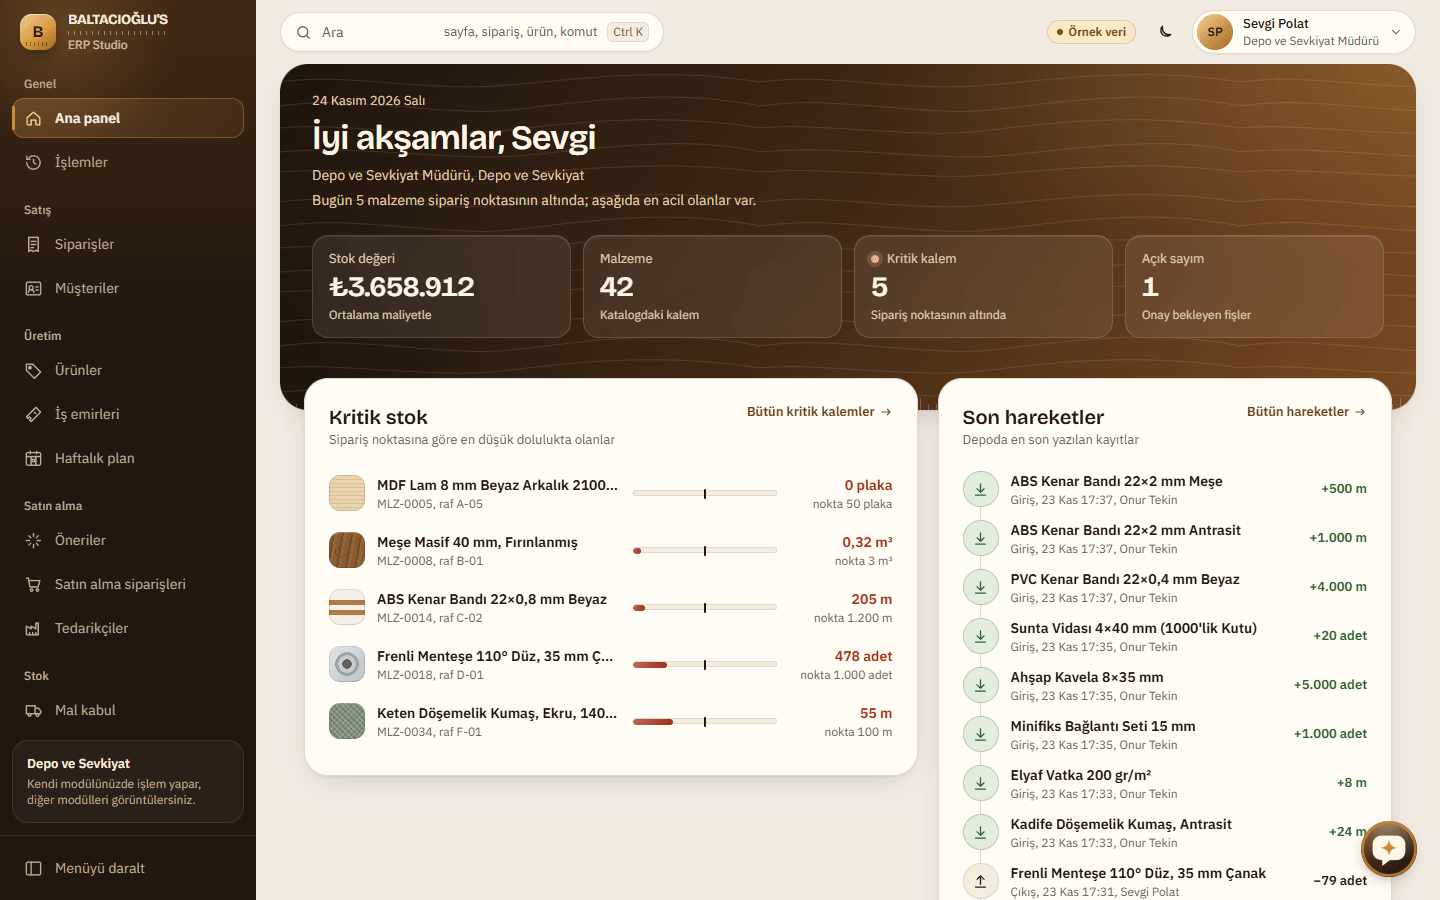 B
BALTACIOĞLU'S
ERP Studio
Genel
Ana panel
İşlemler
Satış
Siparişler
Müşteriler
Üretim
Ürünler
İş emirleri
Haftalık plan
Satın alma
Öneriler
Satın alma siparişleri
Tedarikçiler
Stok
Mal kabul
Depo ve Sevkiyat
Kendi modülünüzde işlem yapar,
diğer modülleri görüntülersiniz.
Menüyü daralt
Ara
sayfa, sipariş, ürün, komut
Ctrl K
Örnek veri
SP
Sevgi Polat
Depo ve Sevkiyat Müdürü
24 Kasım 2026 Salı
İyi akşamlar, Sevgi
Depo ve Sevkiyat Müdürü, Depo ve Sevkiyat
Bugün 5 malzeme sipariş noktasının altında; aşağıda en acil olanlar var.
Stok değeri
₺3.658.912
Ortalama maliyetle
Malzeme
42
Katalogdaki kalem
Kritik kalem
5
Sipariş noktasının altında
Açık sayım
1
Onay bekleyen fişler
Kritik stok
Sipariş noktasına göre en düşük dolulukta olanlar
Bütün kritik kalemler →
MDF Lam 8 mm Beyaz Arkalık 2100...
MLZ-0005, raf A-05
0 plaka
nokta 50 plaka
Meşe Masif 40 mm, Fırınlanmış
MLZ-0008, raf B-01
0,32 m³
nokta 3 m³
ABS Kenar Bandı 22×0,8 mm Beyaz
MLZ-0014, raf C-02
205 m
nokta 1.200 m
Frenli Menteşe 110° Düz, 35 mm Ç...
MLZ-0018, raf D-01
478 adet
nokta 1.000 adet
Keten Döşemelik Kumaş, Ekru, 140...
MLZ-0034, raf F-01
55 m
nokta 100 m
Son hareketler
Depoda en son yazılan kayıtlar
Bütün hareketler →
ABS Kenar Bandı 22×2 mm Meşe
Giriş, 23 Kas 17:37, Onur Tekin
+500 m
ABS Kenar Bandı 22×2 mm Antrasit
Giriş, 23 Kas 17:37, Onur Tekin
+1.000 m
PVC Kenar Bandı 22×0,4 mm Beyaz
Giriş, 23 Kas 17:37, Onur Tekin
+4.000 m
Sunta Vidası 4×40 mm (1000'lik Kutu)
Giriş, 23 Kas 17:35, Onur Tekin
+20 adet
Ahşap Kavela 8×35 mm
Giriş, 23 Kas 17:35, Onur Tekin
+5.000 adet
Minifiks Bağlantı Seti 15 mm
Giriş, 23 Kas 17:35, Onur Tekin
+1.000 adet
Elyaf Vatka 200 gr/m²
Giriş, 23 Kas 17:33, Onur Tekin
+8 m
Kadife Döşemelik Kumaş, Antrasit
Giriş, 23 Kas 17:33, Onur Tekin
+24 m
Frenli Menteşe 110° Düz, 35 mm Çanak
Çıkış, 23 Kas 17:31, Sevgi Polat
−79 adet